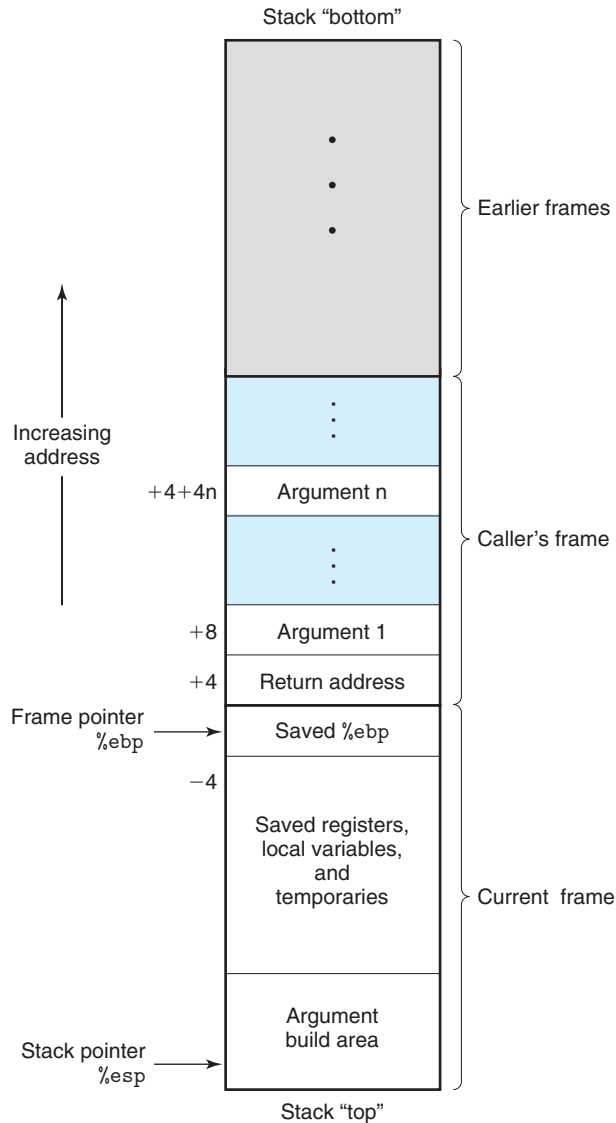 Stack “bottom”
Earlier frames
Increasing
address
+4+4n
Argument n
Caller’s frame
+8
Argument 1
+4
Return address
Frame pointer
%ebp
Saved %ebp
−4
Saved registers,
local variables,
and
temporaries
Current frame
Argument
build area
Stack pointer
%esp
Stack “top”